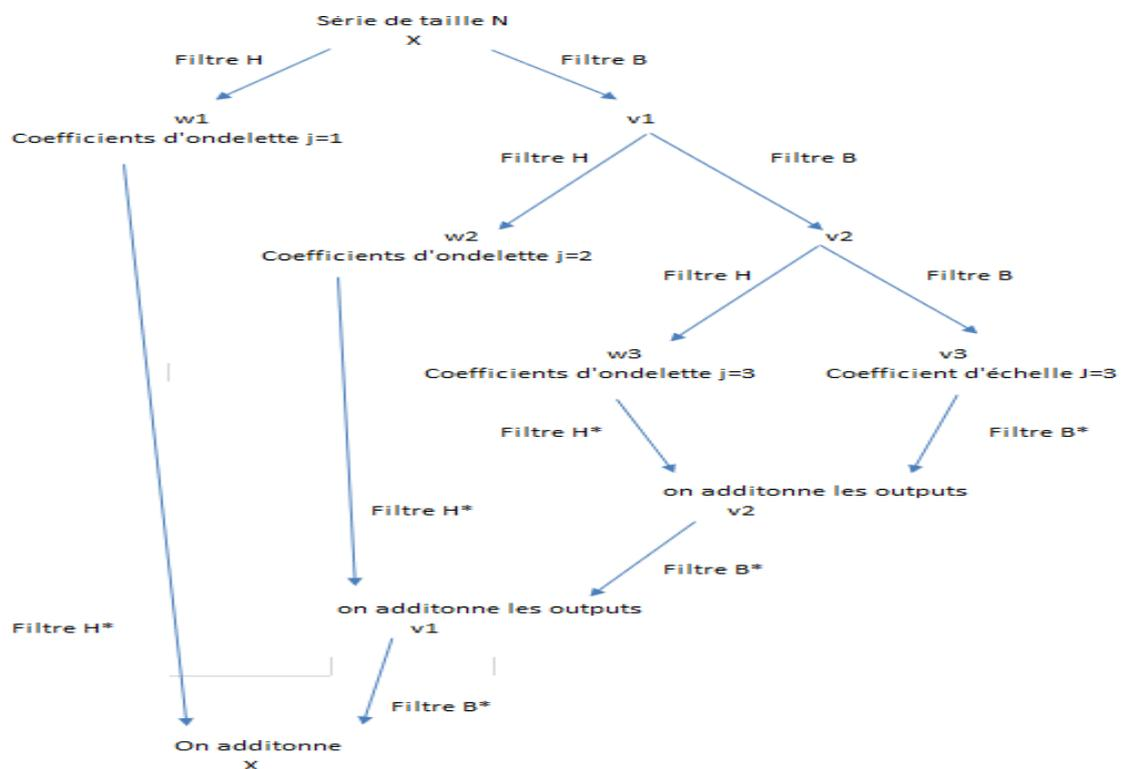 Série de taille N
X
Filtre H
Filtre B
w1
Coefficients d'ondelette j=1
v1
Filtre H
Filtre B
w2
Coefficients d'ondelette j=2
v2
Filtre H
Filtre B
w3
Coefficients d'ondelette j=3
v3
Coefficient d'échelle J=3
Filtre H*
Filtre B*
on additonne les outputs
v2
Filtre H*
Filtre B*
on additonne les outputs
v1
Filtre H*
Filtre B*
On additonne
X